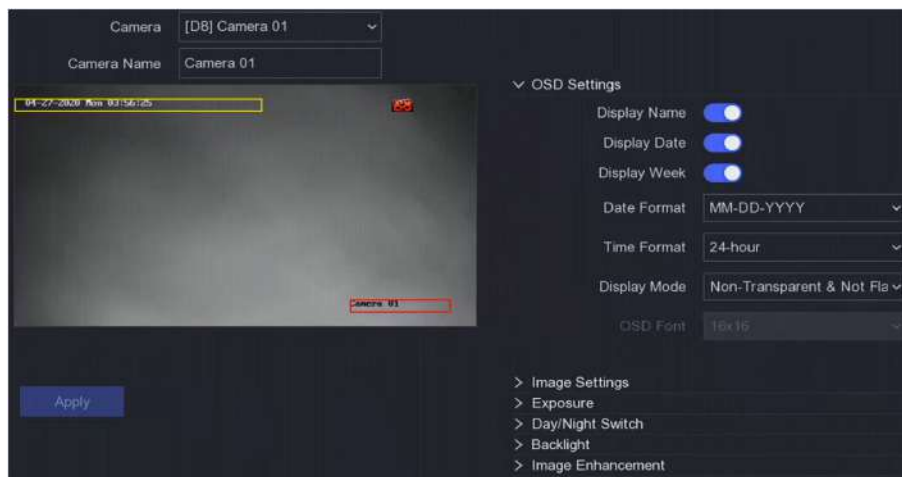 Camera [D8] Camera 01
Camera Name Camera 01
04-27-2020 Mon 03:56:25
Camera 01
Apply
OSD Settings
Display Name
Display Date
Display Week
Date Format MM-DD-YYYY
Time Format 24-hour
Display Mode Non-Transparent & Not Fla
OSD Font 16x16
Image Settings
Exposure
Day/Night Switch
Backlight
Image Enhancement